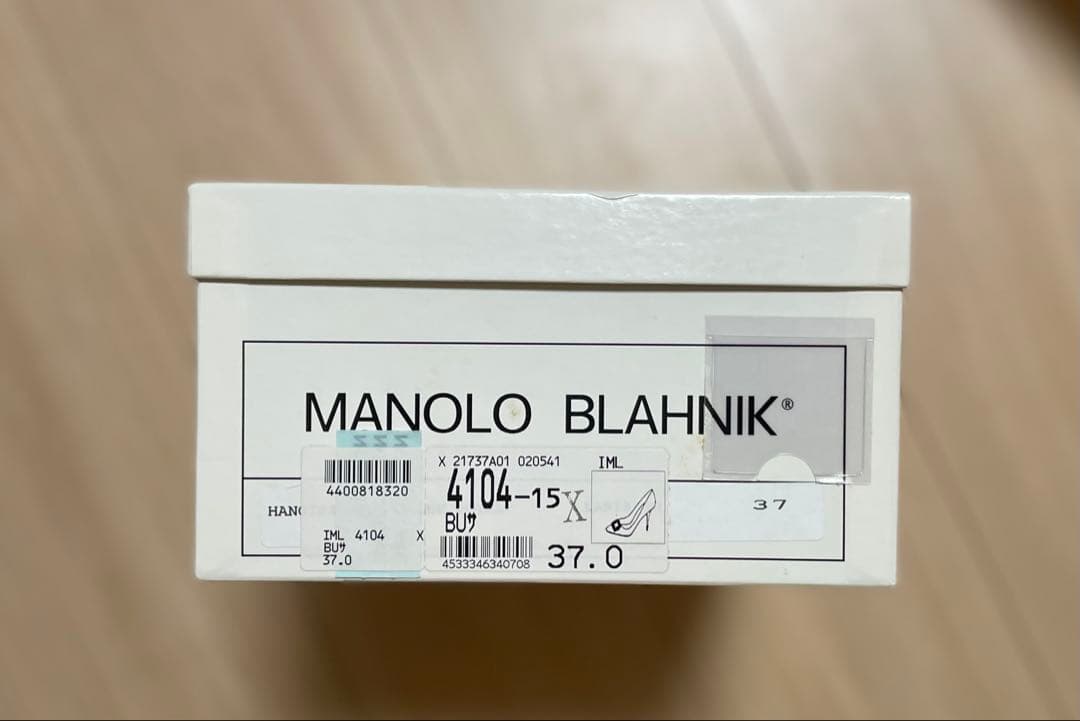 MANOLO BLAHNIK®
ZZZ
4400818320
IML 4104 X
BUサ
37.0
X 21737A01 020541 IML
4104-15X
BUサ
4533346340708 37.0
37